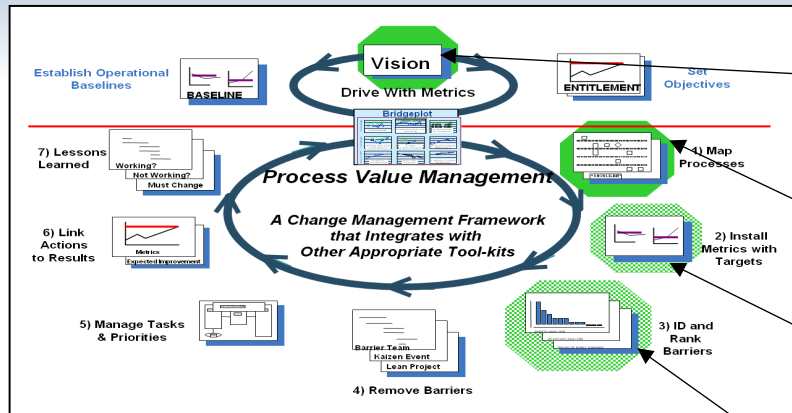 Vision
Drive With Metrics
Establish Operational
Baselines
BASELINE
ENTITLEMENT
Set
Objectives
Bridgeplot
Process Value Management
A Change Management Framework
that Integrates with
Other Appropriate Tool-kits
1) Map
Processes
2) Install
Metrics with
Targets
3) ID and
Rank
Barriers
4) Remove Barriers
Barrier Team
Kaizen Event
Lean Project
5) Manage Tasks
& Priorities
6) Link
Actions
to Results
Metrics
Expected Improvement
7) Lessons
Learned
Working?
Not Working?
Must Change